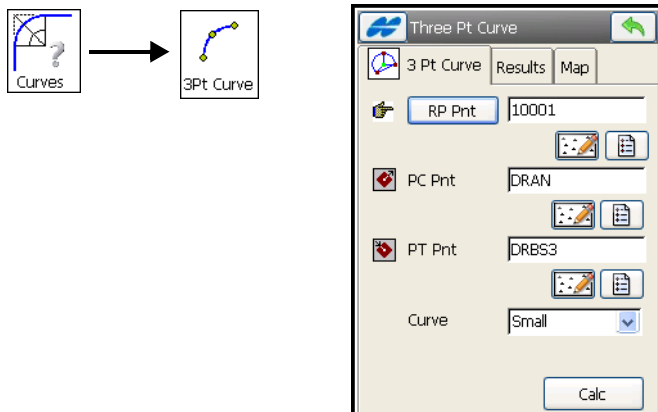 Curves
3Pt Curve
Three Pt Curve
3 Pt Curve Results Map
RP Pnt 10001
PC Pnt DRAN
PT Pnt DRBS3
Curve Small
Calc